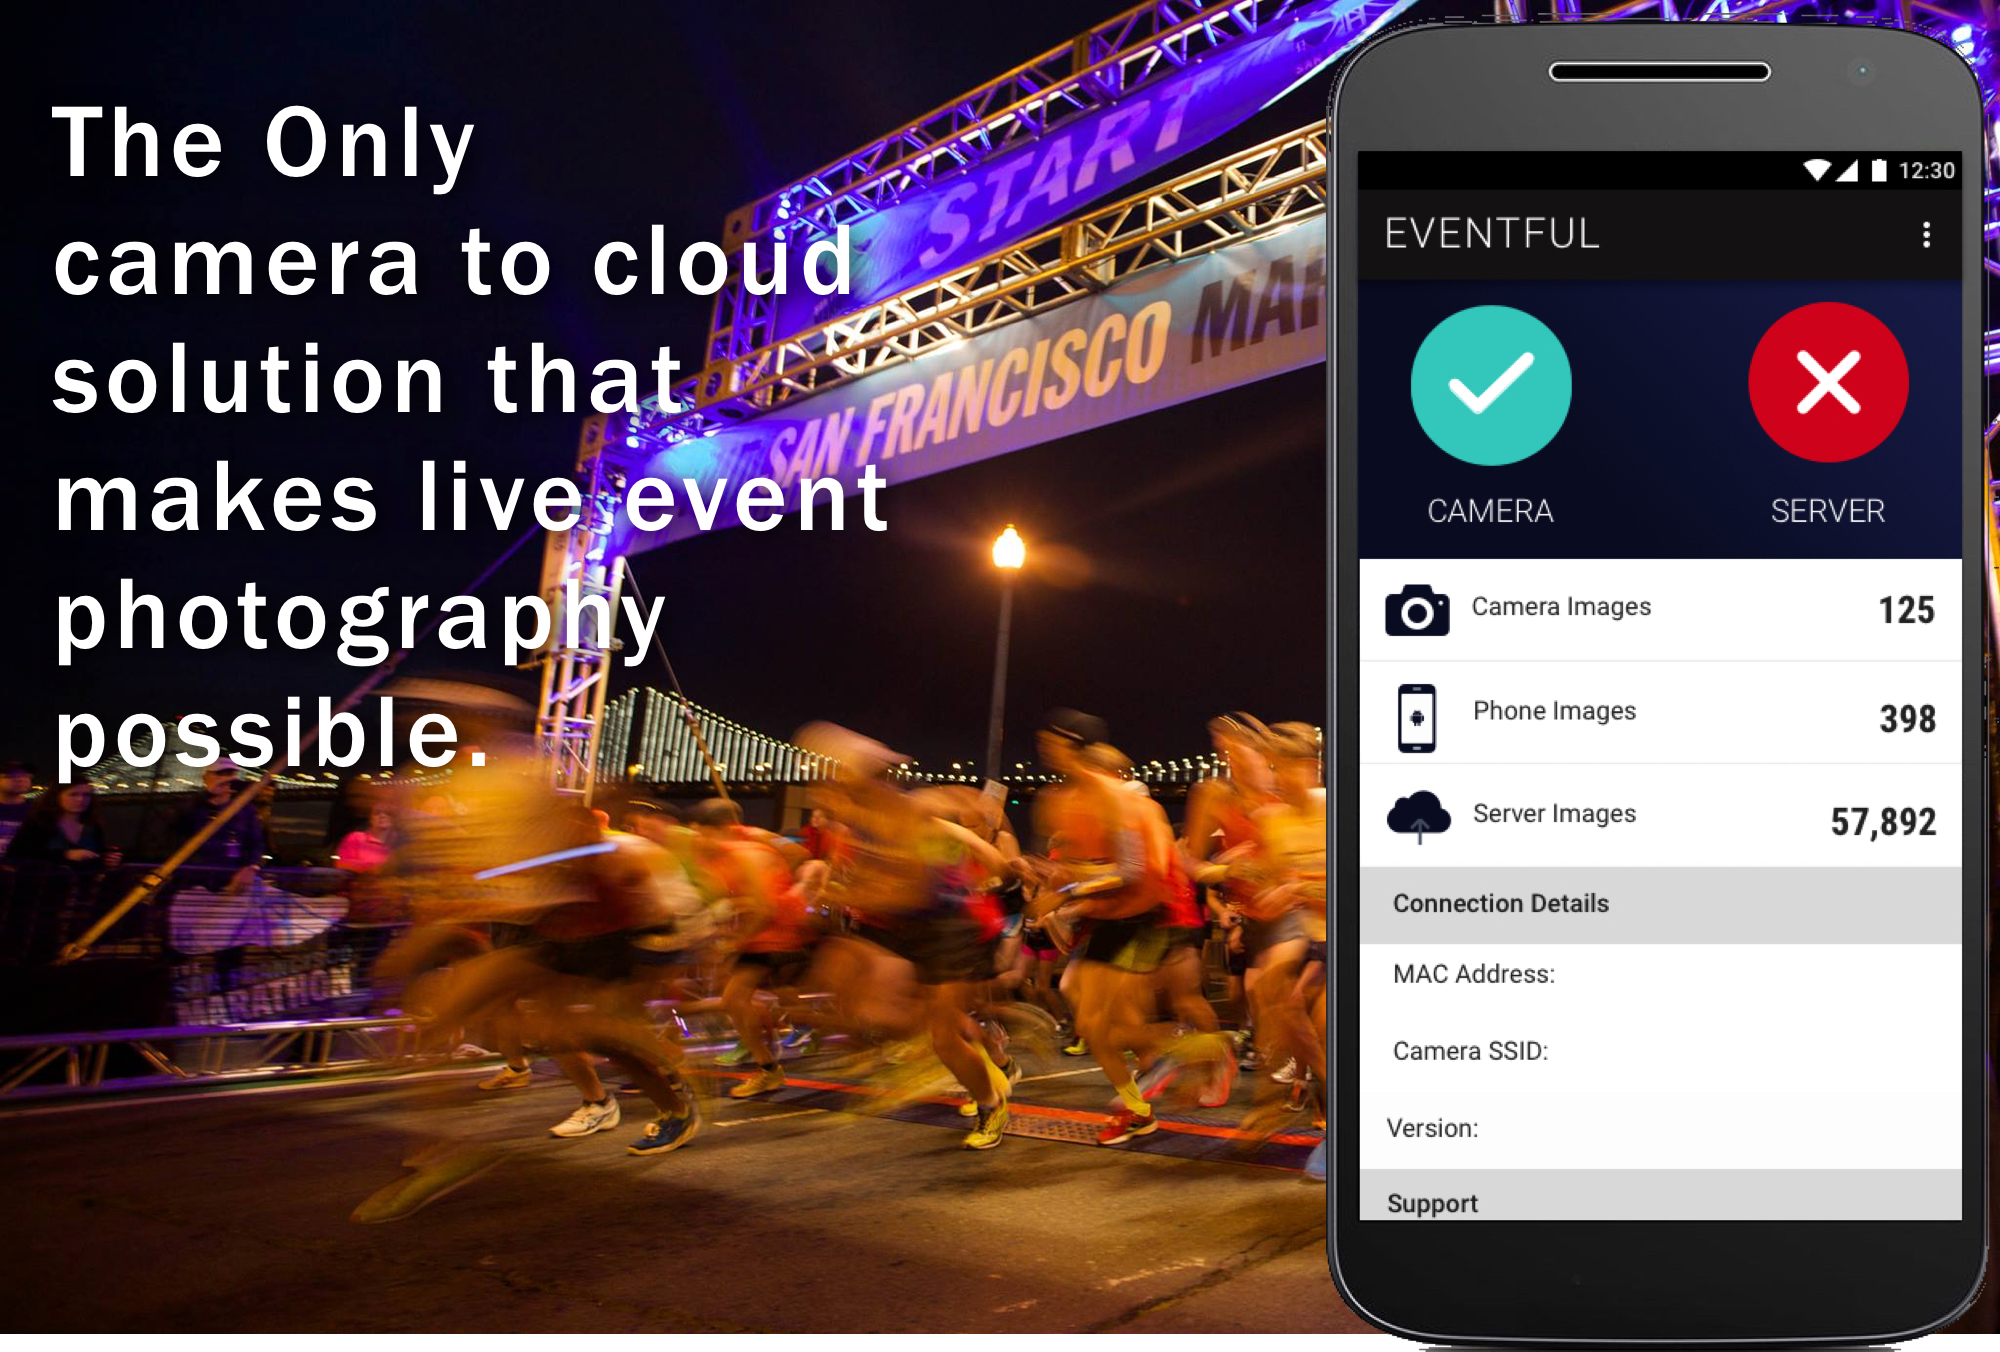 The Only
camera to cloud
solution that
makes live event
photography
possible.
START
SAN FRANCISCO MAR
MARATHON
12:30
EVENTFUL
CAMERA
SERVER
Camera Images 125
Phone Images 398
Server Images 57,892
Connection Details
MAC Address:
Camera SSID:
Version:
Support